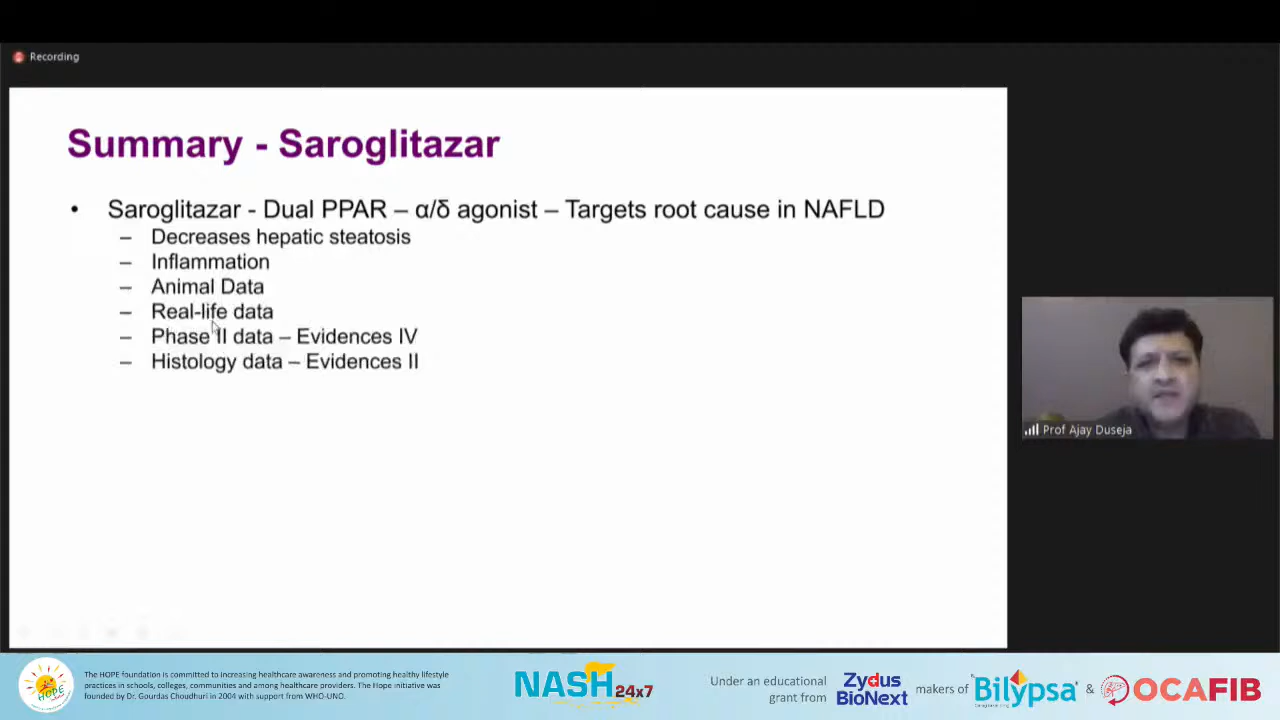 Recording
Summary - Saroglitazar
• Saroglitazar - Dual PPAR – α/δ agonist – Targets root cause in NAFLD
– Decreases hepatic steatosis
– Inflammation
– Animal Data
– Real-life data
– Phase II data – Evidences IV
– Histology data – Evidences II
Prof Ajay Duseja
HOPE
The HOPE foundation is committed to increasing healthcare awareness and promoting healthy lifestyle
practices in schools, colleges, communities and among healthcare providers. The Hope initiative was
founded by Dr. Gourdas Choudhuri in 2004 with support from WHO-UNO.
NASH 24x7
Under an educational
grant from
Zydus
BioNext
makers of
Bilypsa
&
OCAFIB